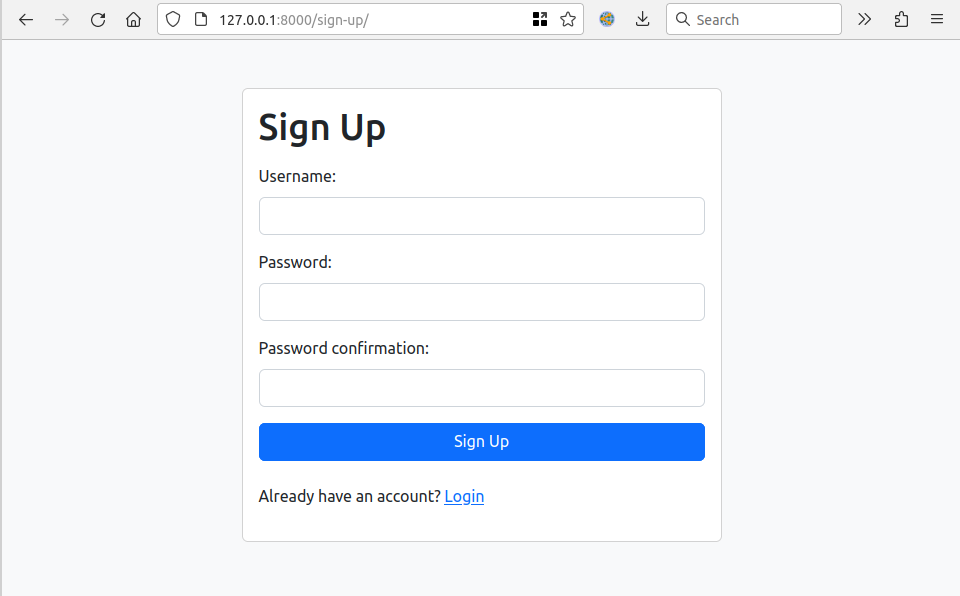 127.0.0.1:8000/sign-up/
Search
Sign Up
Username:
Password:
Password confirmation:
Sign Up
Already have an account? Login